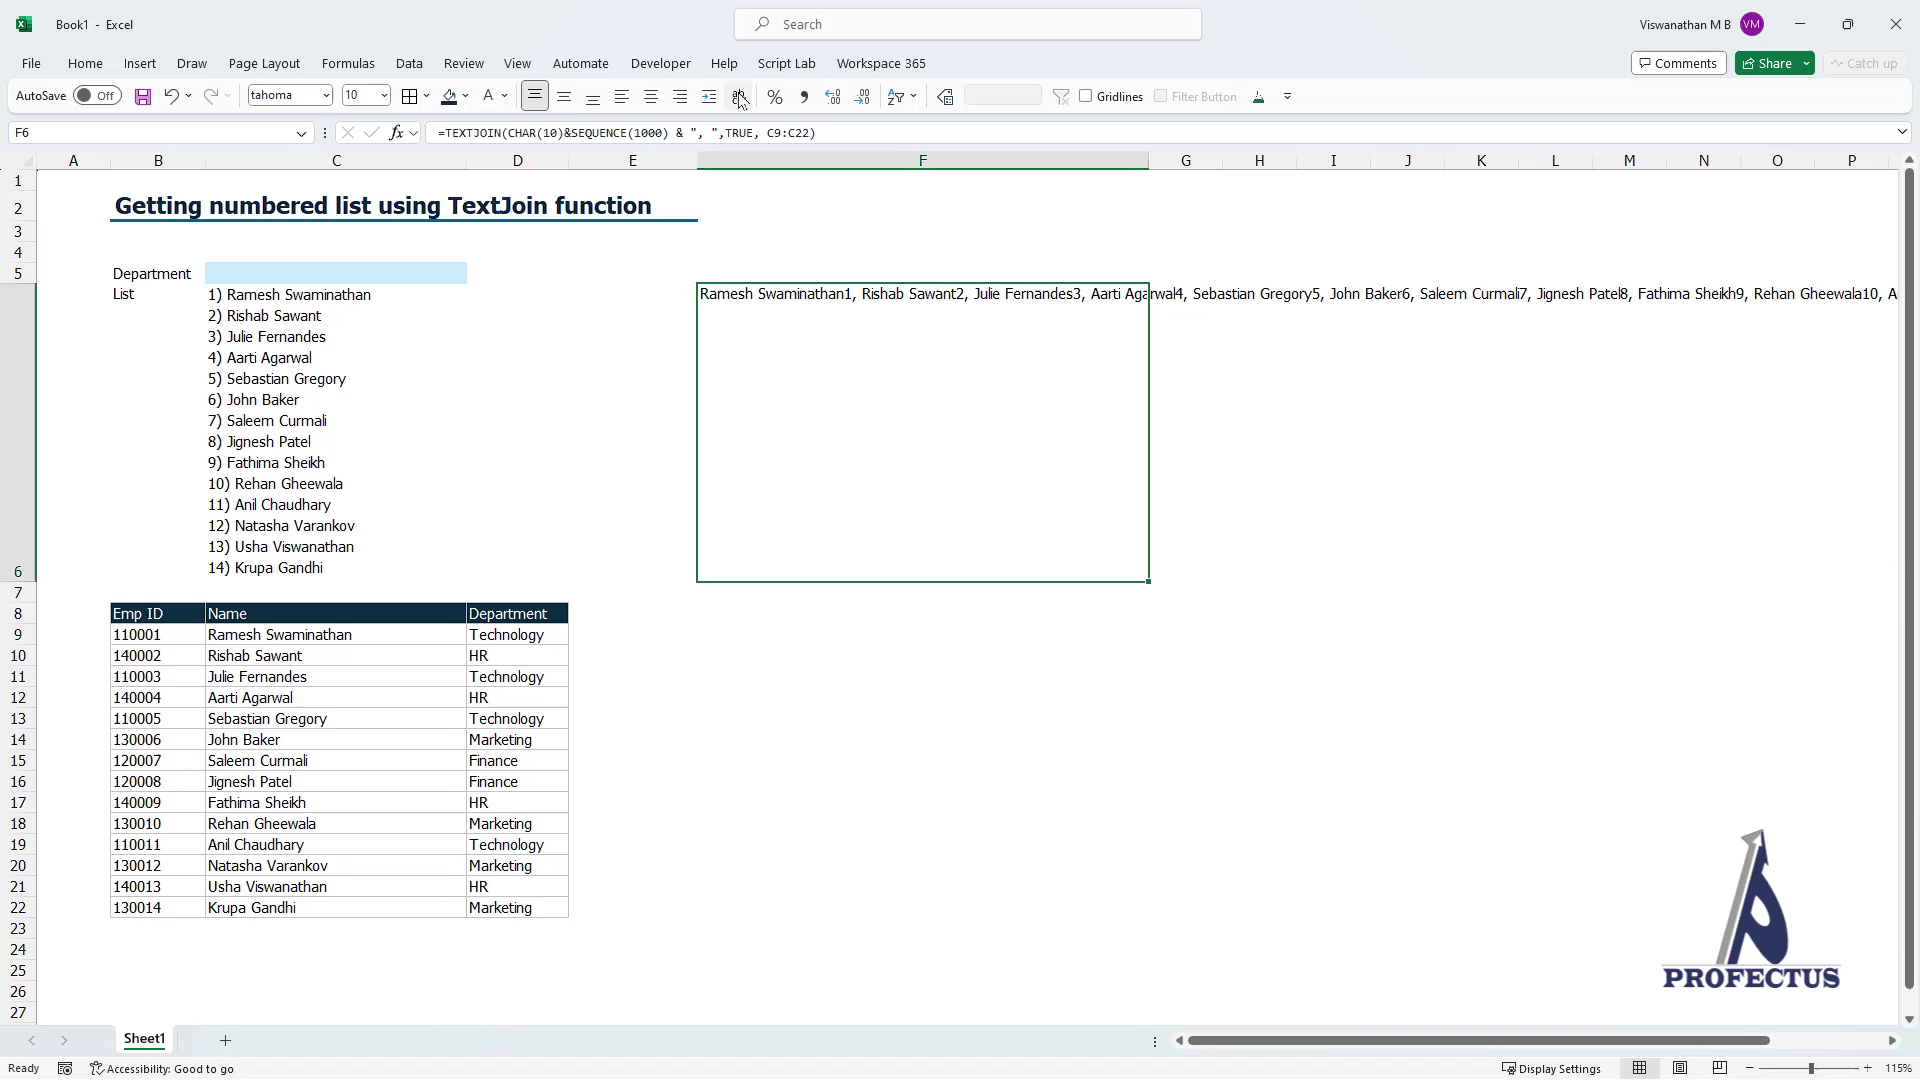 Book1 - Excel
Search
Viswanathan M B
VM
File Home Insert Draw Page Layout Formulas Data Review View Automate Developer Help Script Lab Workspace 365
Comments
Share
Catch up
AutoSave Off
tahoma
10
Gridlines
Filter Button
F6
fx
=TEXTJOIN(CHAR(10)&SEQUENCE(1000) & ", ",TRUE, C9:C22)
A B C D E F G H I J K L M N O P
1
2 Getting numbered list using TextJoin function
3
4
5 Department
List 1) Ramesh Swaminathan Ramesh Swaminathan1, Rishab Sawant2, Julie Fernandes3, Aarti Agarwal4, Sebastian Gregory5, John Baker6, Saleem Curmali7, Jignesh Patel8, Fathima Sheikh9, Rehan Gheewala10, A
2) Rishab Sawant
3) Julie Fernandes
4) Aarti Agarwal
5) Sebastian Gregory
6) John Baker
7) Saleem Curmali
8) Jignesh Patel
9) Fathima Sheikh
10) Rehan Gheewala
11) Anil Chaudhary
12) Natasha Varankov
13) Usha Viswanathan
6 14) Krupa Gandhi
7
8 Emp ID Name Department
9 110001 Ramesh Swaminathan Technology
10 140002 Rishab Sawant HR
11 110003 Julie Fernandes Technology
12 140004 Aarti Agarwal HR
13 110005 Sebastian Gregory Technology
14 130006 John Baker Marketing
15 120007 Saleem Curmali Finance
16 120008 Jignesh Patel Finance
17 140009 Fathima Sheikh HR
18 130010 Rehan Gheewala Marketing
19 110011 Anil Chaudhary Technology
20 130012 Natasha Varankov Marketing
21 140013 Usha Viswanathan HR
22 130014 Krupa Gandhi Marketing
23
24
25
26
27
PROFECTUS
Sheet1
Ready
Accessibility: Good to go
Display Settings
115%